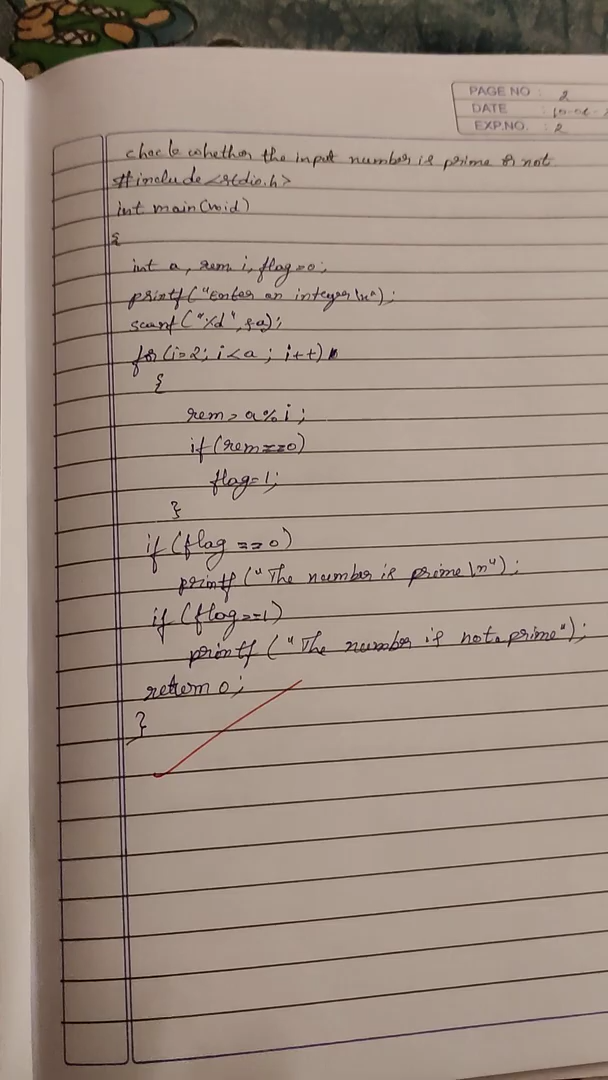 PAGE NO : 2
DATE : 10-06-
EXP.NO. : 2
check whether the input number is prime or not
#include <stdio.h>
int main(void)
{
int a, rem, i, flag=0;
printf("Enter an integer\n");
scanf("%d", &a);
for(i=2; i<a; i++)
{
rem = a%i;
if(rem==0)
flag=1;
}
if(flag ==0)
printf("The number is prime\n");
if(flag==1)
printf("The number is not prime");
return 0;
}